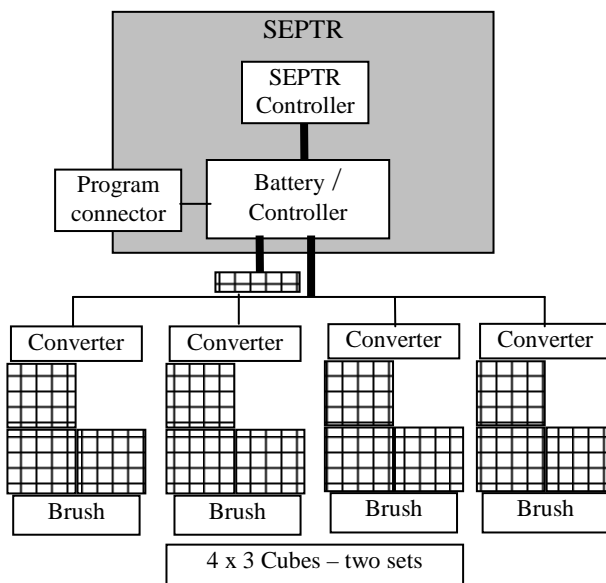 SEPTR
SEPTR
Controller
Program
connector
Battery /
Controller
Converter
Converter
Converter
Converter
Brush
Brush
Brush
Brush
4 x 3 Cubes – two sets